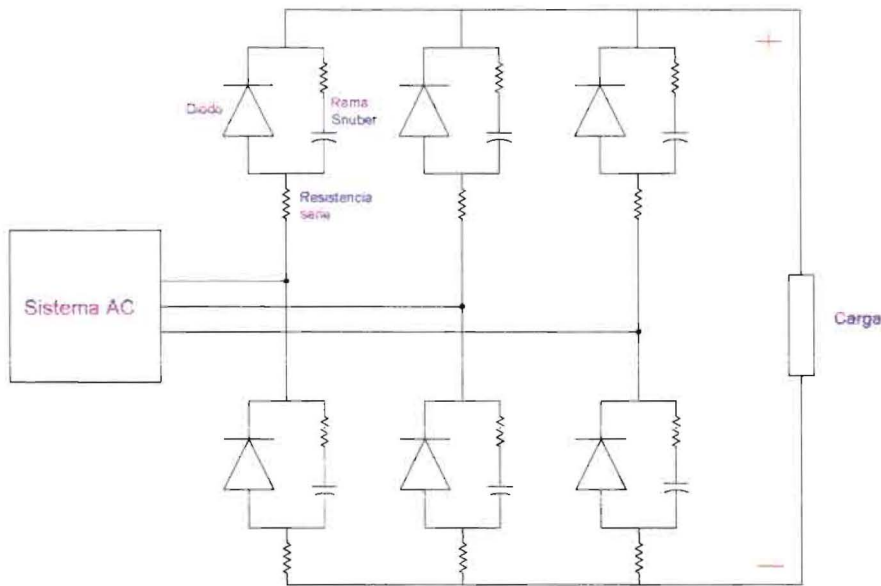 +
Diodo
Rama
Snuber
Resistencia
serie
Sistema AC
Carga
—